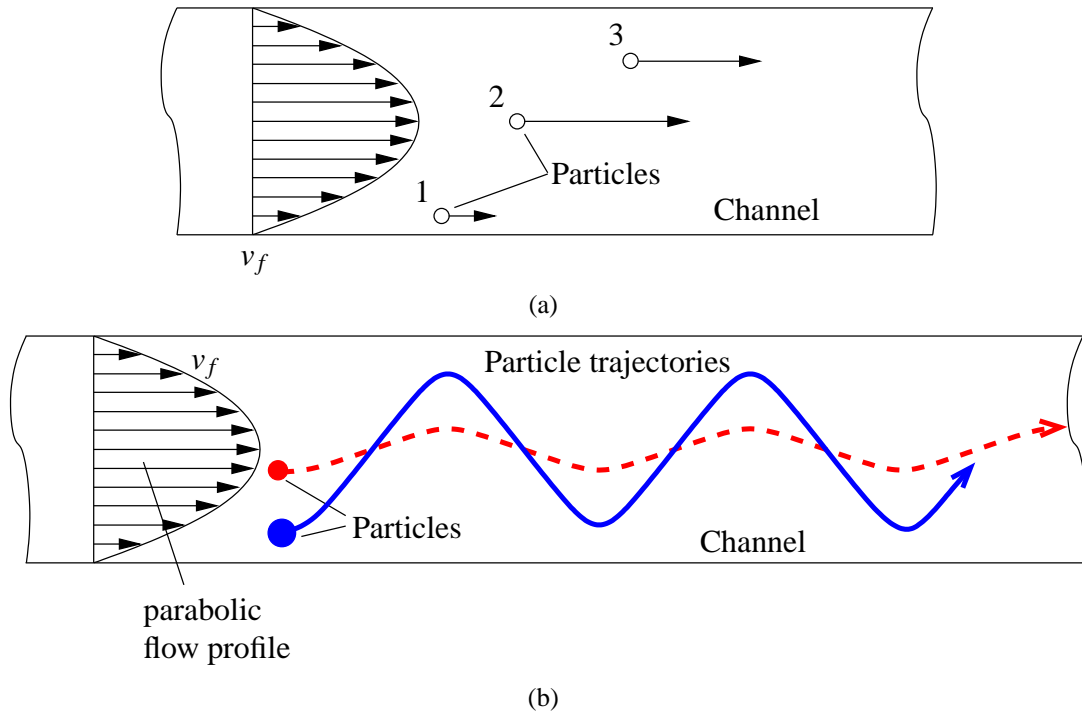 3
2
Particles
1
Channel
v_f
(a)
v_f
Particle trajectories
Particles
Channel
parabolic
flow profile
(b)